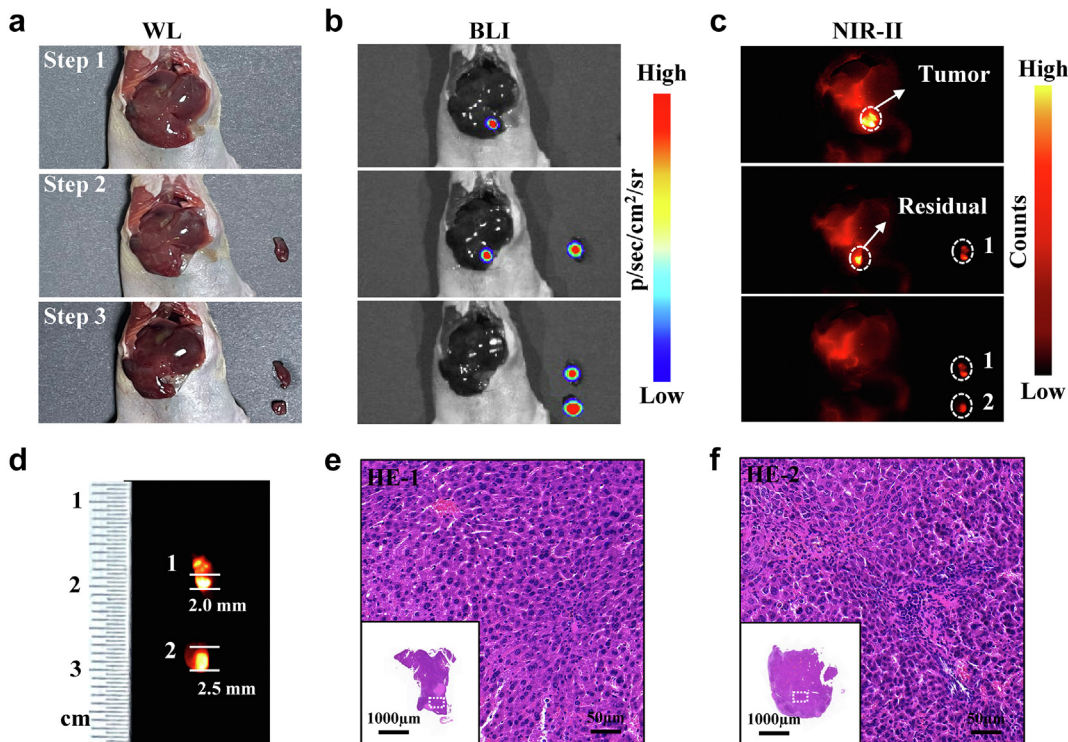 a
WL
Step 1
Step 2
Step 3
b
BLI
High
p/sec/cm²/sr
Low
c
NIR-II
Tumor
Residual
1
1
2
High
Counts
Low
d
1
2
3
cm
1
2.0 mm
2
2.5 mm
e
HE-1
1000μm
50μm
f
HE-2
1000μm
50μm